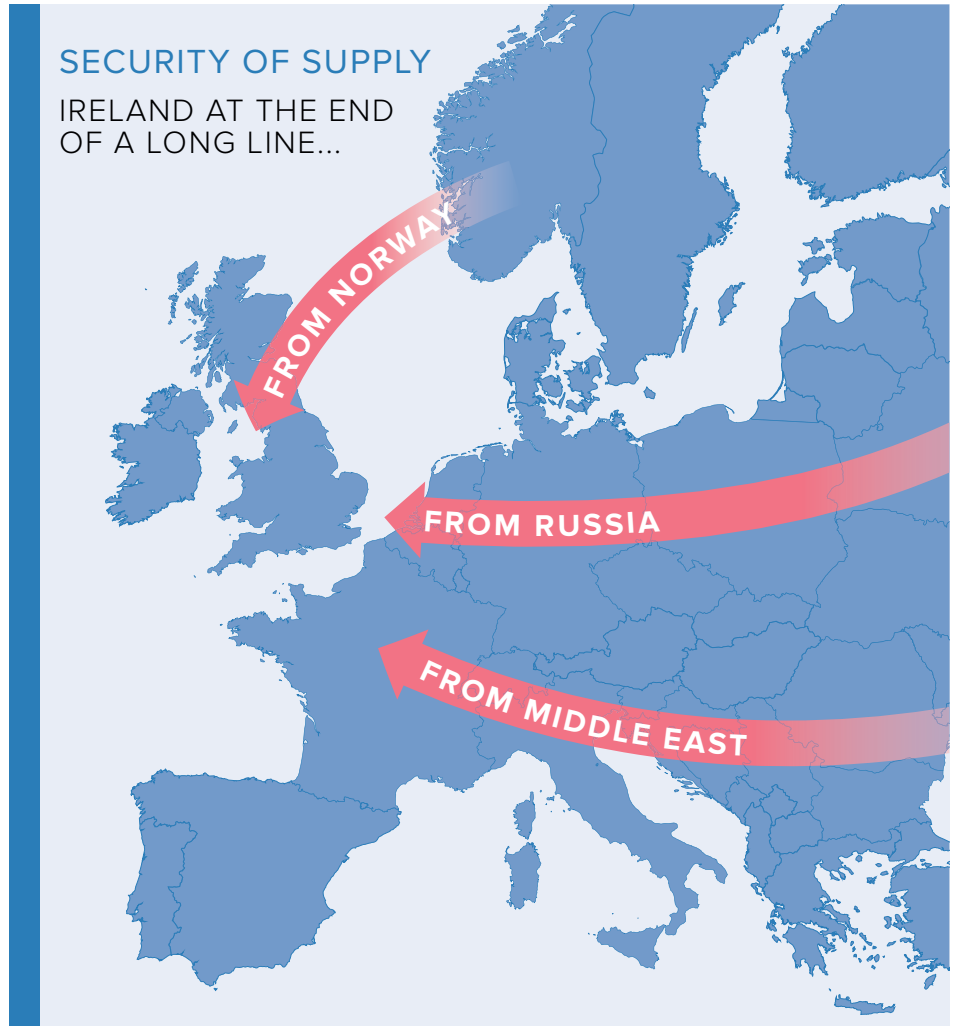 SECURITY OF SUPPLY
IRELAND AT THE END
OF A LONG LINE...
FROM NORWAY
FROM RUSSIA
FROM MIDDLE EAST